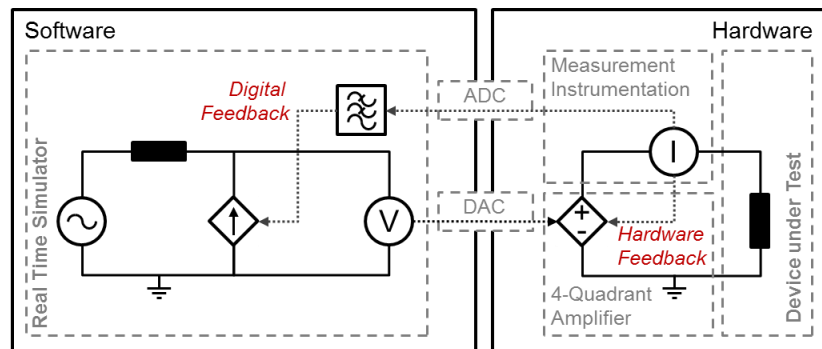 Software
Hardware
Digital
Feedback
ADC
Measurement
Instrumentation
I
Real Time Simulator
V
DAC
+
-
Hardware
Feedback
4-Quadrant
Amplifier
Device under Test